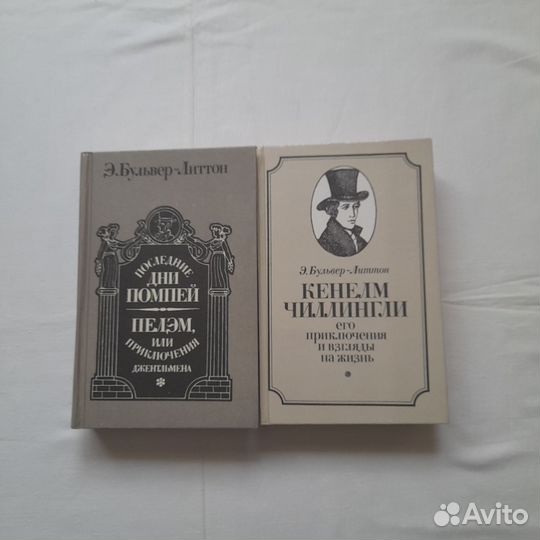 Э. Бульвер-Литтон
ПОСЛЕДНИЕ
ДНИ
ПОМПЕЙ
ПЕЛЭМ,
ИЛИ
ПРИКЛЮЧЕНИЯ
ДЖЕНТЛЬМЕНА
Э. Бульвер-Литтон
КЕНЕЛМ
ЧИЛЛИНГЛИ
его
приключения
и взгляды
на жизнь
Avito